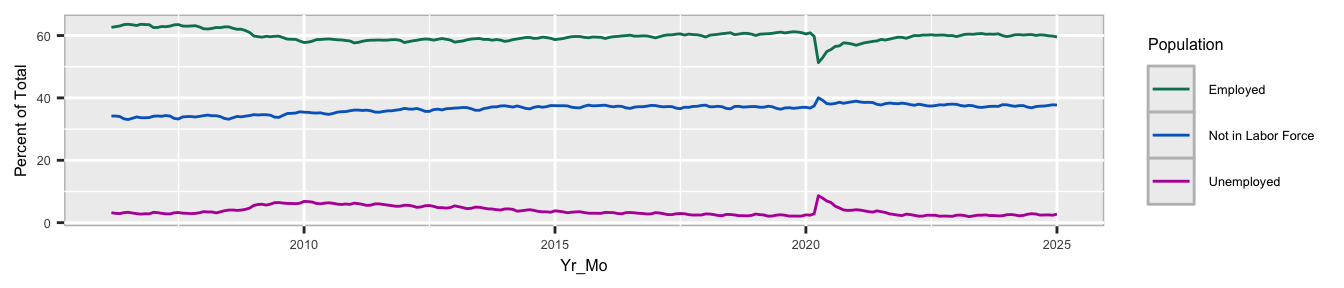 Percent of Total
60
40
20
0
2010
2015
2020
2025
Yr_Mo
Population
Employed
Not in Labor Force
Unemployed